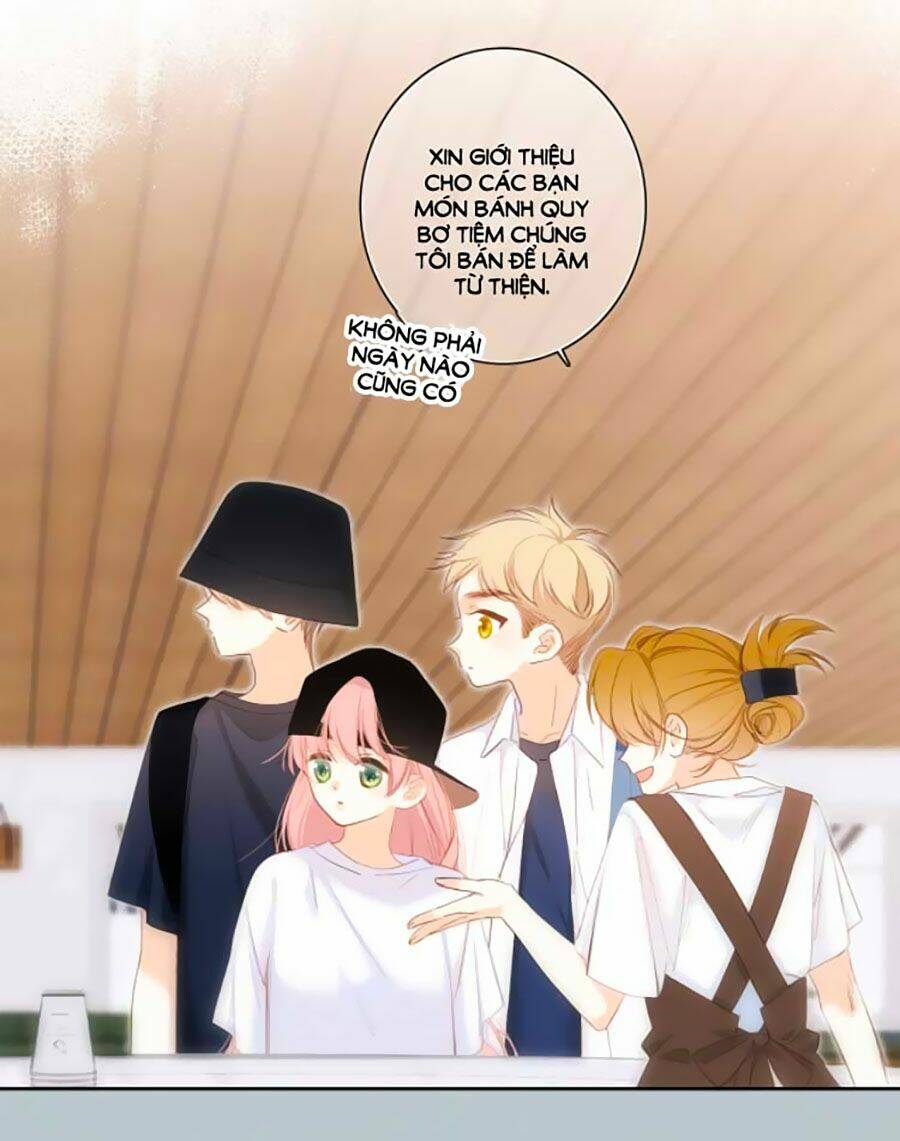 XIN GIỚI THIỆU
CHO CÁC BẠN
MÓN BÁNH QUY
BƠ TIỆM CHÚNG
TÔI BÁN ĐỂ LÀM
TỪ THIỆN.
KHÔNG PHẢI
NGÀY NÀO
CŨNG CÓ